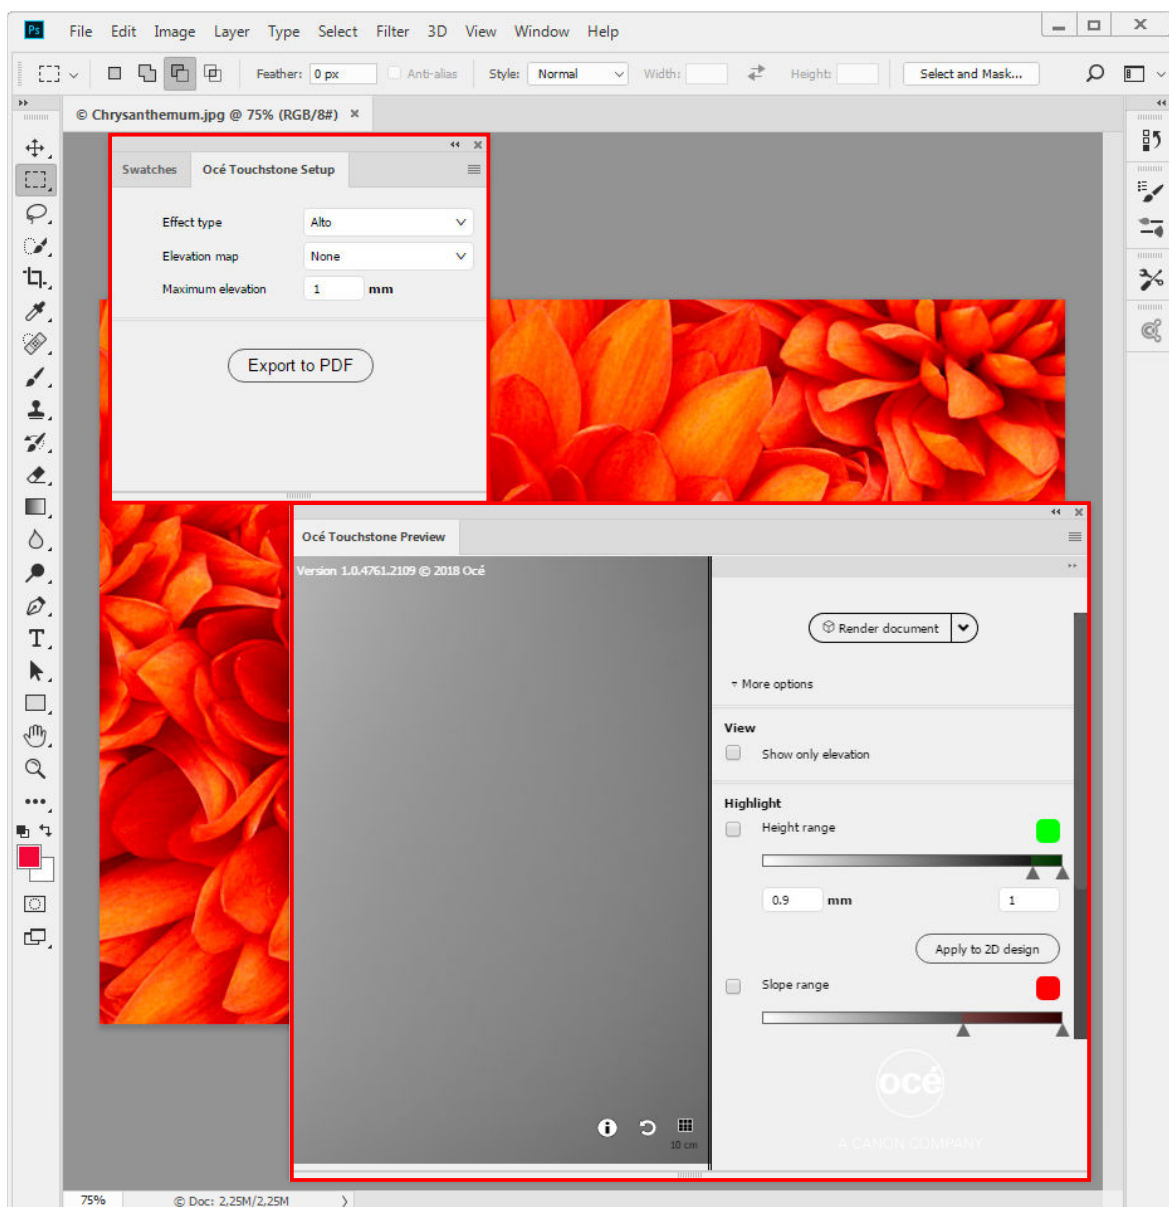 Ps File Edit Image Layer Type Select Filter 3D View Window Help
Feather: 0 px Anti-alias Style: Normal Width: Height: Select and Mask...
© Chrysanthemum.jpg @ 75% (RGB/8#)
Swatches Océ Touchstone Setup
Effect type Alto
Elevation map None
Maximum elevation 1 mm
Export to PDF
Océ Touchstone Preview
Version 1.0.4761.2109 © 2018 Océ
Render document
More options
View
Show only elevation
Highlight
Height range
0.9 mm 1
Apply to 2D design
Slope range
océ
A CANON COMPANY
10 cm
75% © Doc: 2,25M/2,25M